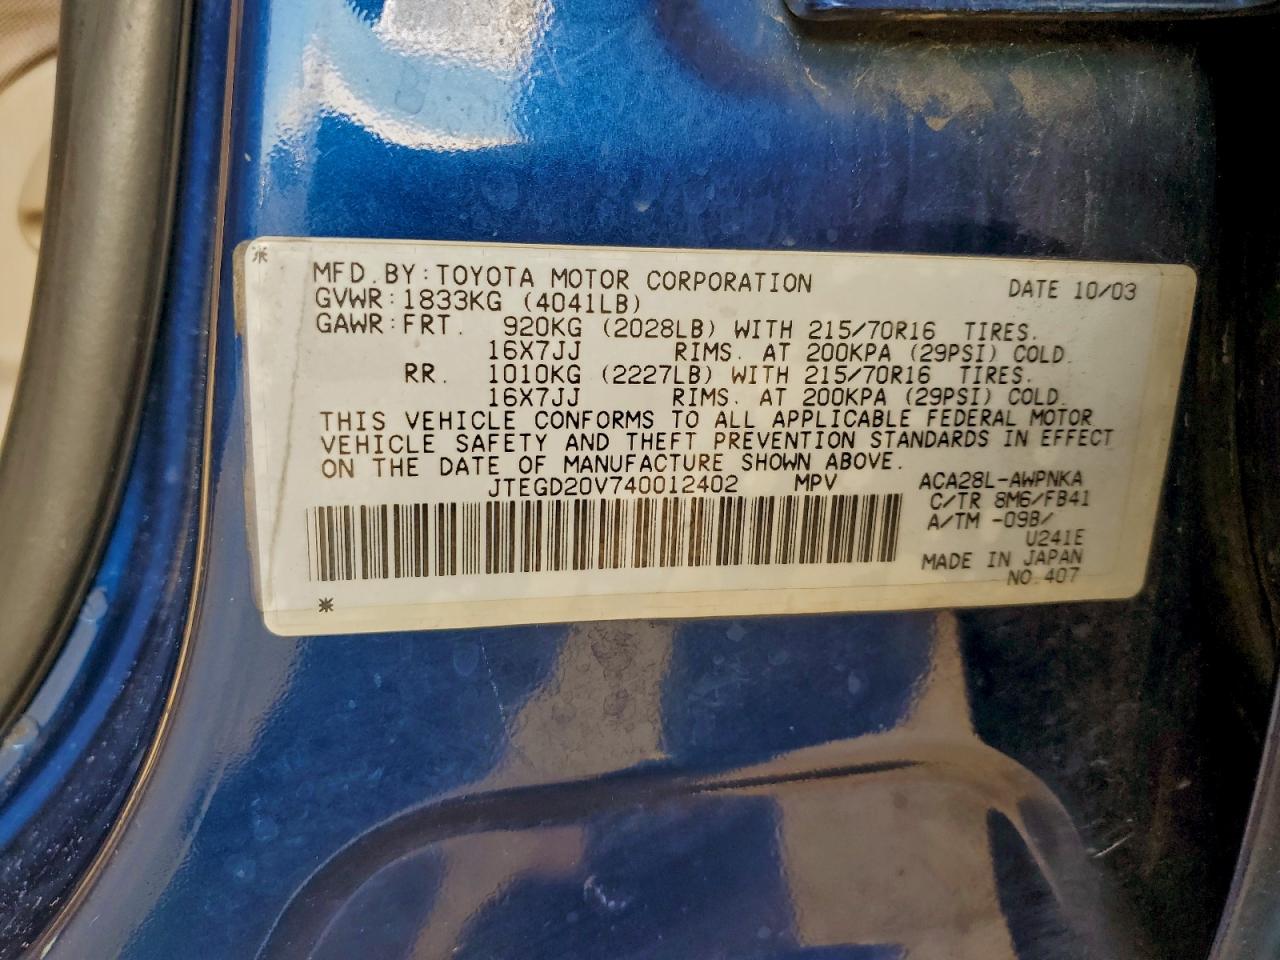 MFD. BY: TOYOTA MOTOR CORPORATION DATE 10/03
GVWR: 1833KG (4041LB)
GAWR: FRT. 920KG (2028LB) WITH 215/70R16 TIRES.
16X7JJ RIMS. AT 200KPA (29PSI) COLD.
RR. 1010KG (2227LB) WITH 215/70R16 TIRES.
16X7JJ RIMS. AT 200KPA (29PSI) COLD.
THIS VEHICLE CONFORMS TO ALL APPLICABLE FEDERAL MOTOR
VEHICLE SAFETY AND THEFT PREVENTION STANDARDS IN EFFECT
ON THE DATE OF MANUFACTURE SHOWN ABOVE.
JTEGD20V740012402 MPV
ACA28L-AWPNKA
C/TR 8M6/FB41
A/TM -09B/
U241E
MADE IN JAPAN
NO.407